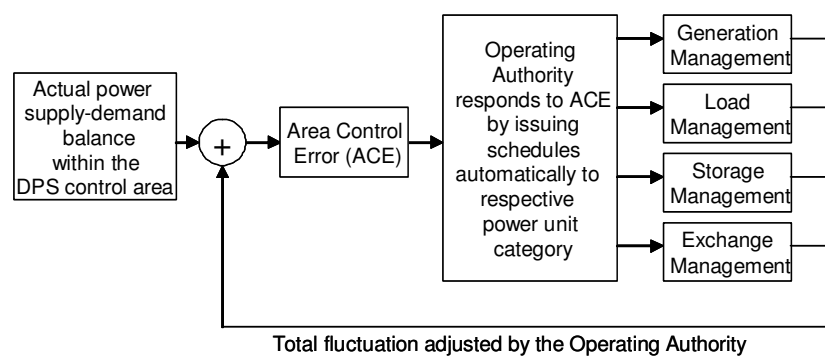 Actual power
supply-demand
balance
within the
DPS control area
+
Area Control
Error (ACE)
Operating
Authority
responds to ACE
by issuing
schedules
automatically to
respective
power unit
category
Generation
Management
Load
Management
Storage
Management
Exchange
Management
Total fluctuation adjusted by the Operating Authority